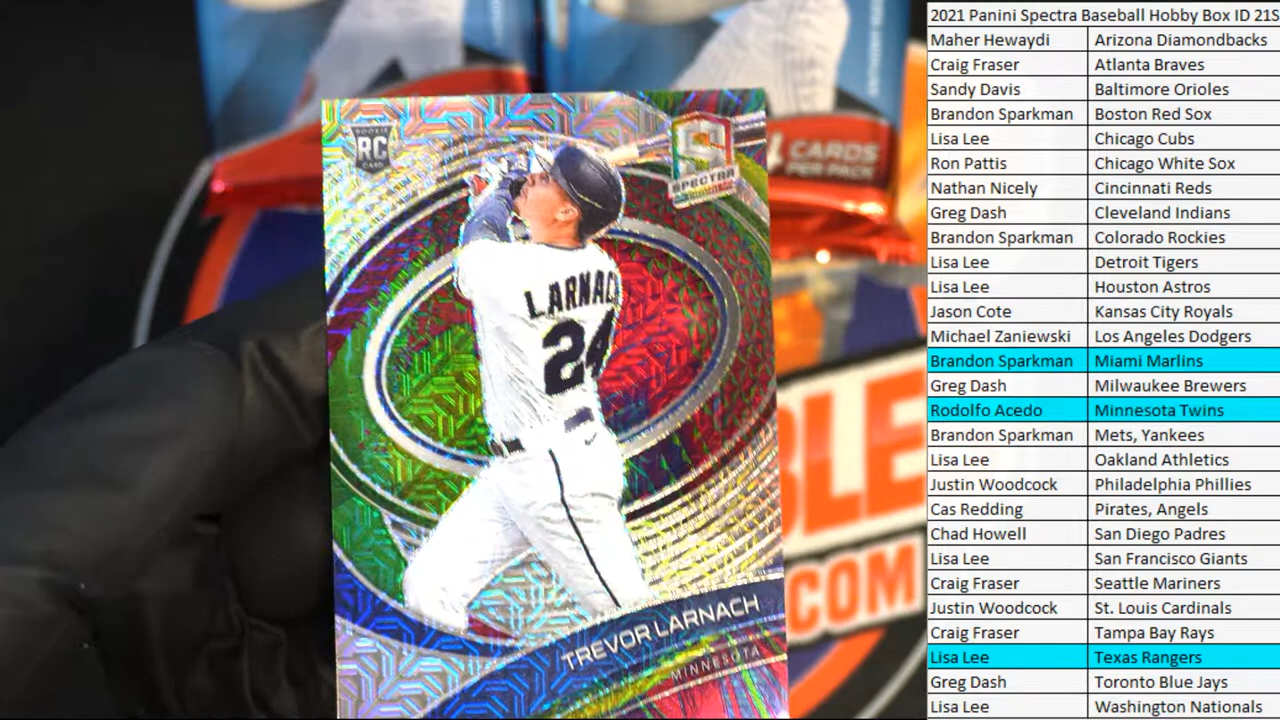 CARDS
PER PACK
ROOKIE
RC
CARD
SPECTRA
LARNACH
24
TREVOR LARNACH
MINNESOTA
BLE
.COM
2021 Panini Spectra Baseball Hobby Box ID 21S
Maher Hewaydi Arizona Diamondbacks
Craig Fraser Atlanta Braves
Sandy Davis Baltimore Orioles
Brandon Sparkman Boston Red Sox
Lisa Lee Chicago Cubs
Ron Pattis Chicago White Sox
Nathan Nicely Cincinnati Reds
Greg Dash Cleveland Indians
Brandon Sparkman Colorado Rockies
Lisa Lee Detroit Tigers
Lisa Lee Houston Astros
Jason Cote Kansas City Royals
Michael Zaniewski Los Angeles Dodgers
Brandon Sparkman Miami Marlins
Greg Dash Milwaukee Brewers
Rodolfo Acedo Minnesota Twins
Brandon Sparkman Mets, Yankees
Lisa Lee Oakland Athletics
Justin Woodcock Philadelphia Phillies
Cas Redding Pirates, Angels
Chad Howell San Diego Padres
Lisa Lee San Francisco Giants
Craig Fraser Seattle Mariners
Justin Woodcock St. Louis Cardinals
Craig Fraser Tampa Bay Rays
Lisa Lee Texas Rangers
Greg Dash Toronto Blue Jays
Lisa Lee Washington Nationals